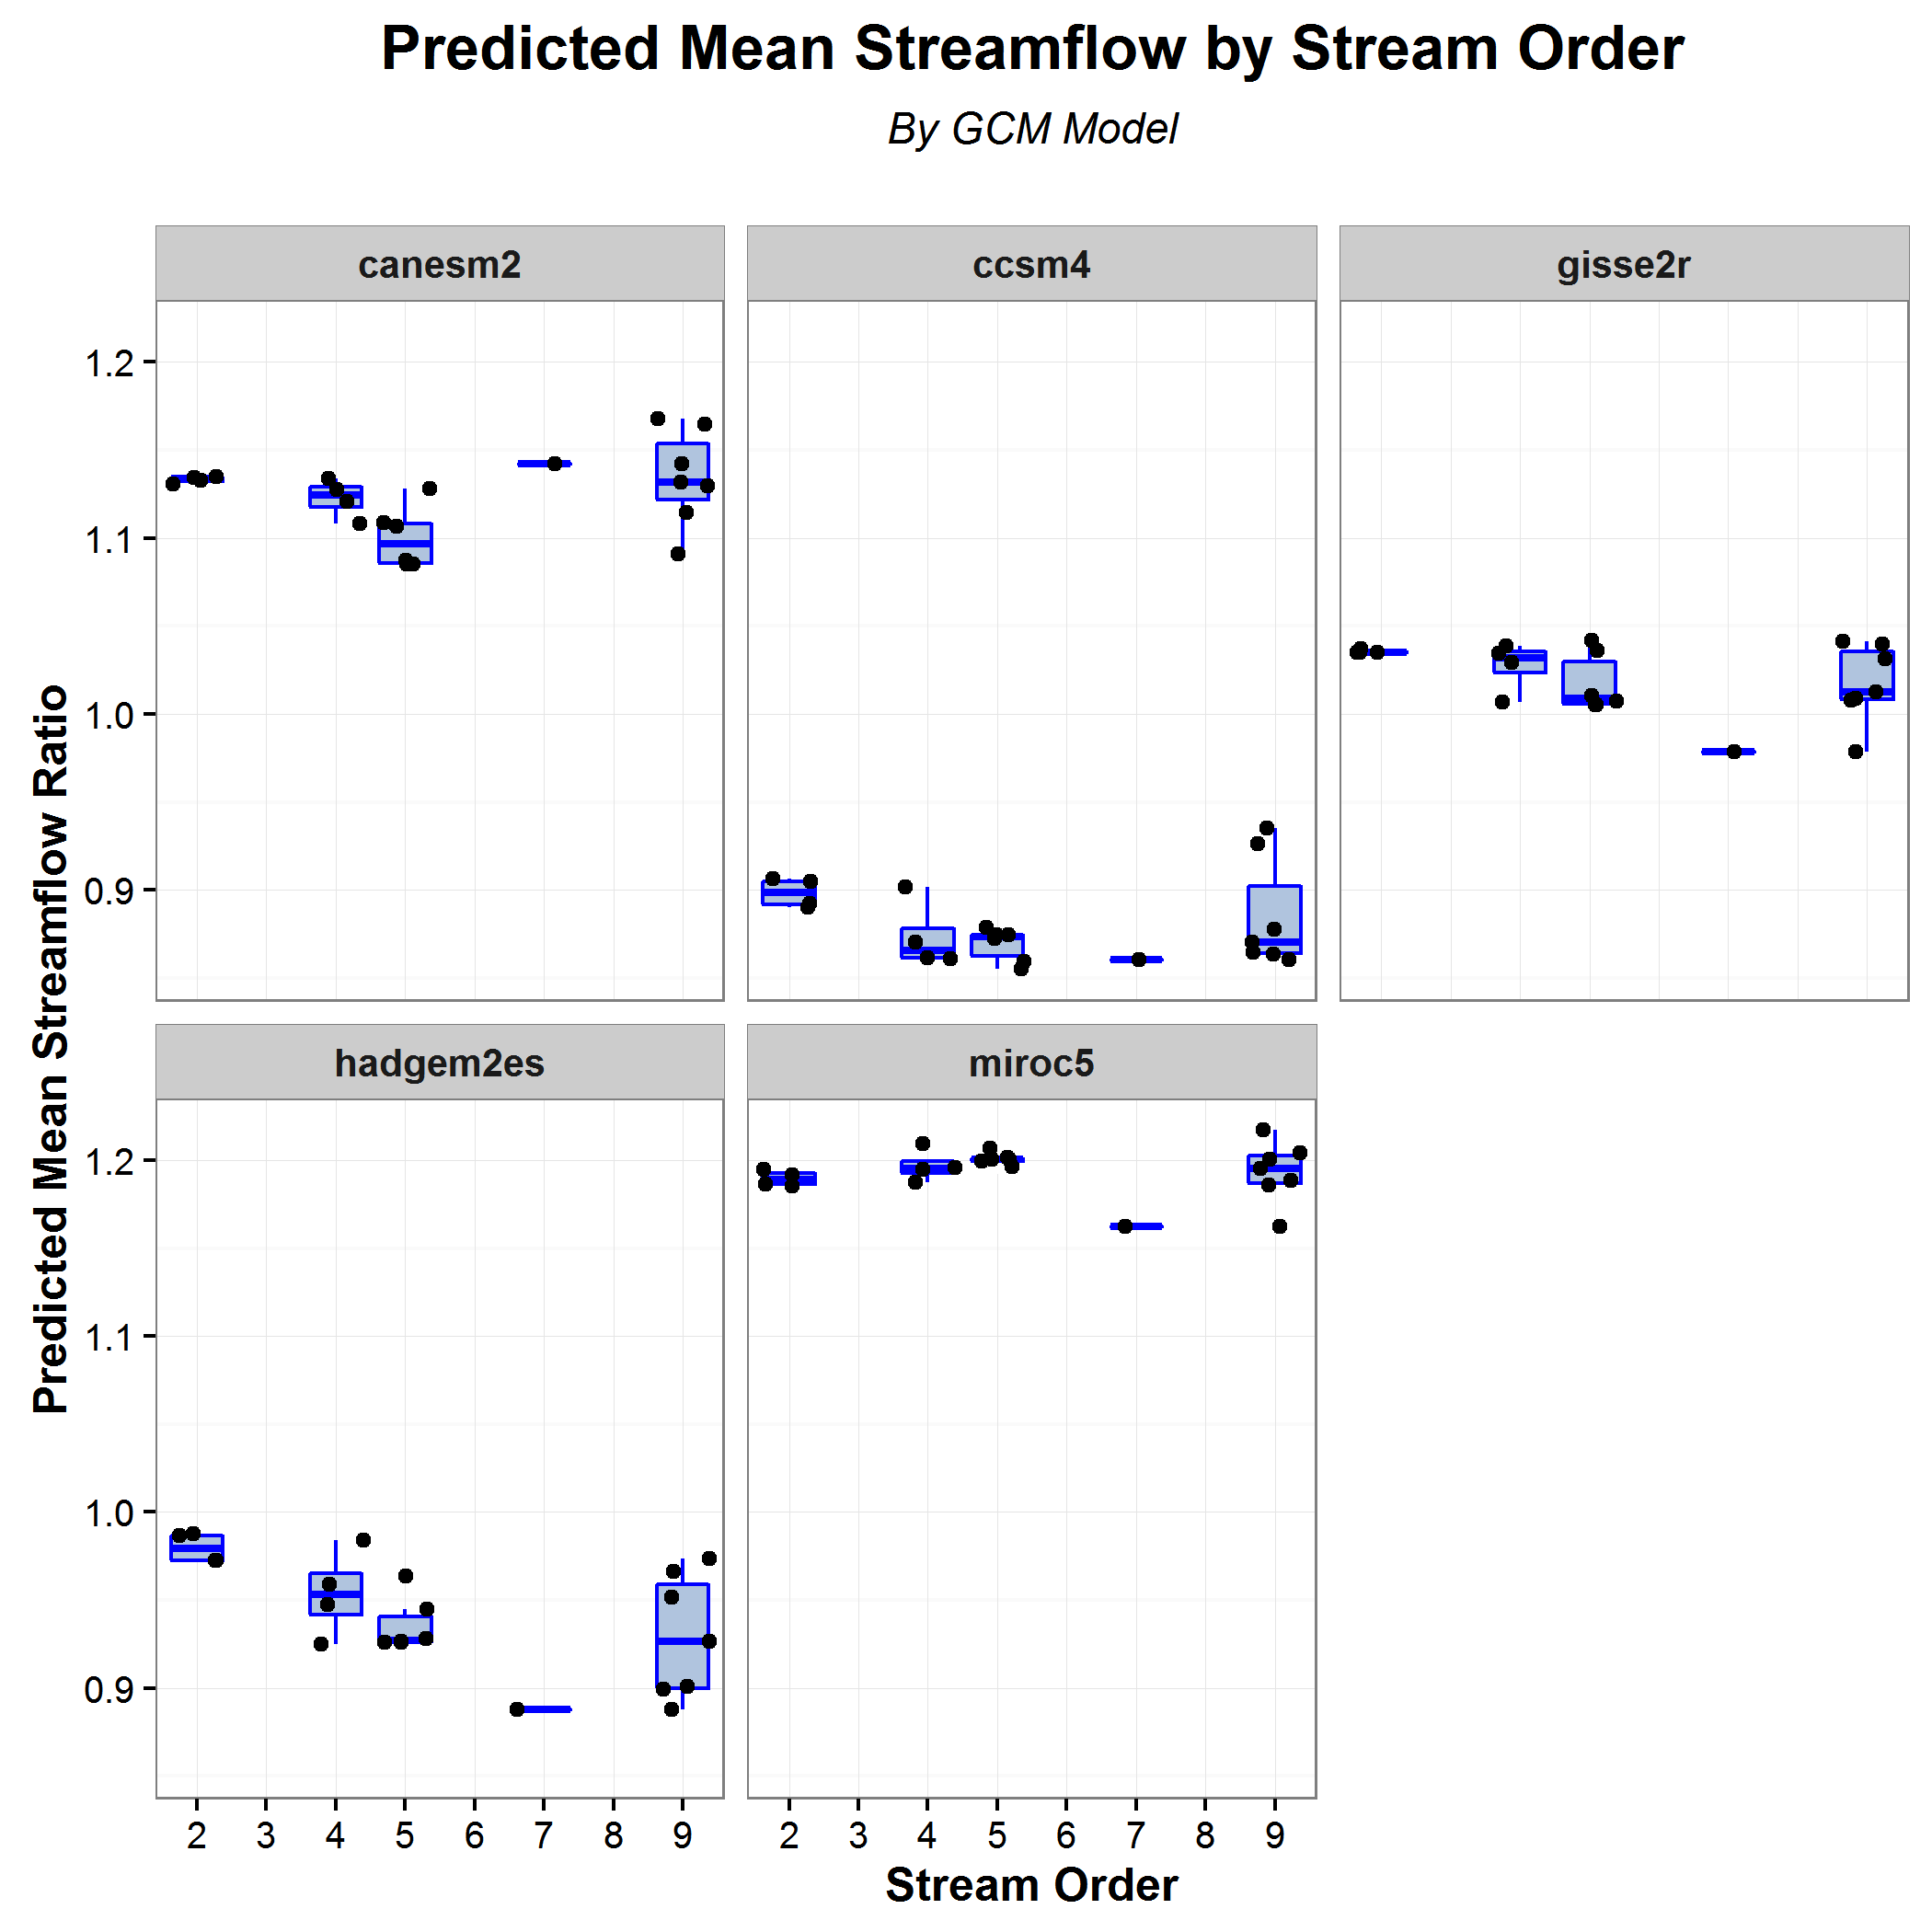 Predicted Mean Streamflow by Stream Order
By GCM Model
canesm2
ccsm4
gisse2r
1.2
1.1
1.0
0.9
Predicted Mean Streamflow Ratio
hadgem2es
miroc5
1.2
1.1
1.0
0.9
2 3 4 5 6 7 8 9
2 3 4 5 6 7 8 9
Stream Order